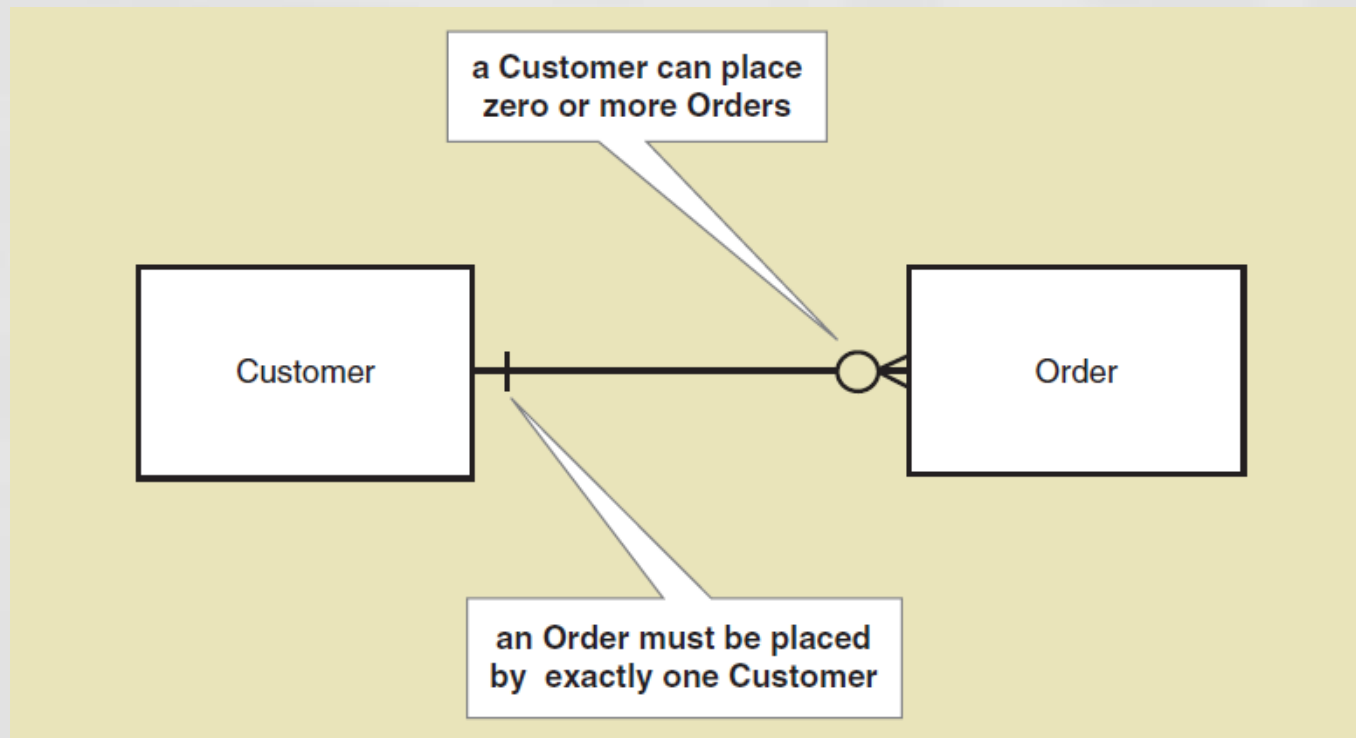 a Customer can place
zero or more Orders
Customer
Order
an Order must be placed
by  exactly one Customer